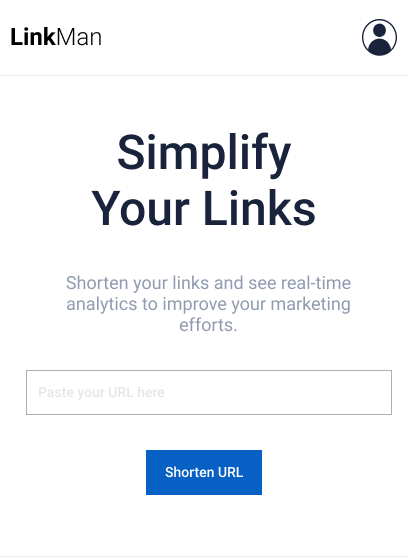 LinkMan
Simplify
Your Links
Shorten your links and see real-time
analytics to improve your marketing
efforts.
Paste your URL here
Shorten URL